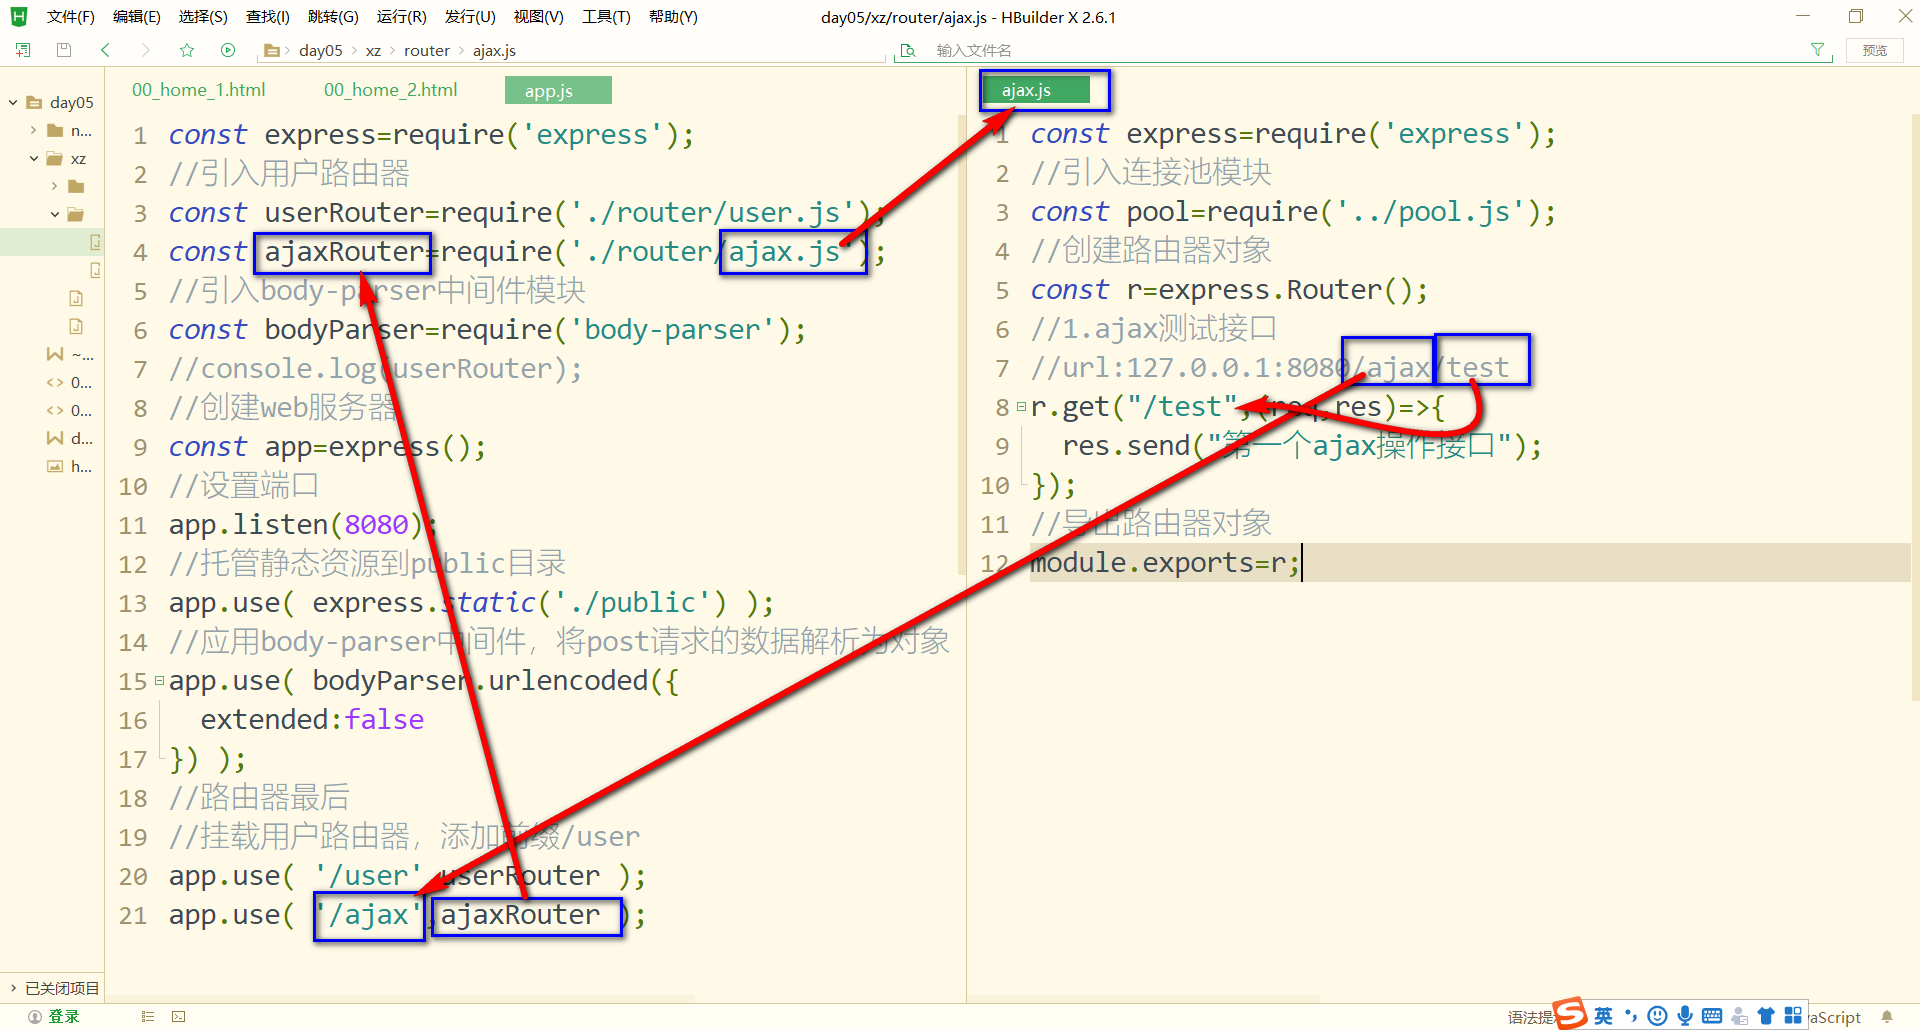 文件(F) 编辑(E) 选择(S) 查找(I) 跳转(G) 运行(R) 发行(U) 视图(V) 工具(T) 帮助(Y)
day05/xz/router/ajax.js - HBuilder X 2.6.1
day05 xz router ajax.js
输入文件名
预览
day05
n...
xz
~...
0...
0...
d...
h...
已关闭项目
登录
00_home_1.html 00_home_2.html app.js
1 const express=require('express');
2 //引入用户路由器
3 const userRouter=require('./router/user.js');
4 const ajaxRouter=require('./router/ajax.js');
5 //引入body-parser中间件模块
6 const bodyParser=require('body-parser');
7 //console.log(userRouter);
8 //创建web服务器
9 const app=express();
10 //设置端口
11 app.listen(8080);
12 //托管静态资源到public目录
13 app.use( express.static('./public') );
14 //应用body-parser中间件，将post请求的数据解析为对象
15 app.use( bodyParser.urlencoded({
16 extended:false
17 }) );
18 //路由器最后
19 //挂载用户路由器，添加前缀/user
20 app.use( '/user',userRouter );
21 app.use( '/ajax',ajaxRouter );
ajax.js
1 const express=require('express');
2 //引入连接池模块
3 const pool=require('../pool.js');
4 //创建路由器对象
5 const r=express.Router();
6 //1.ajax测试接口
7 //url:127.0.0.1:8080/ajax/test
8 r.get("/test",(req,res)=>{
9 res.send("第一个ajax操作接口");
10 });
11 //导出路由器对象
12 module.exports=r;
语法提
英
vaScript